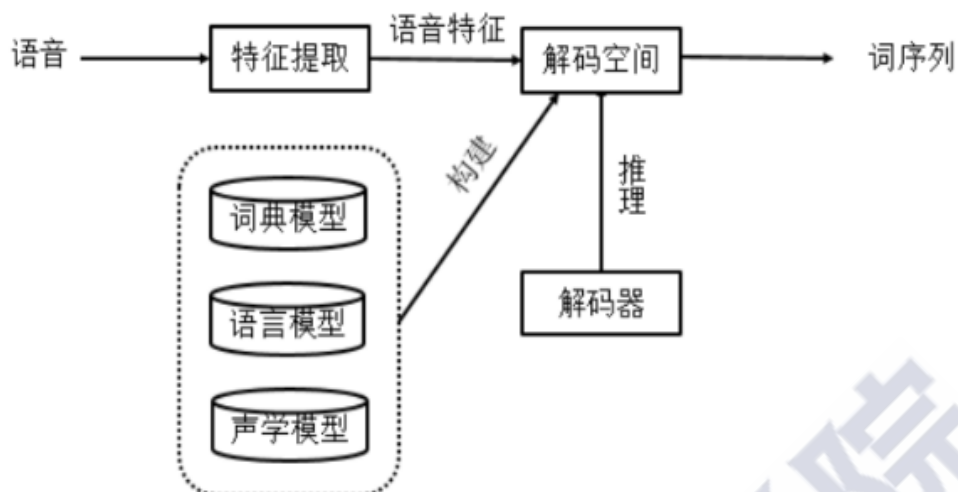 语音
特征提取
语音特征
解码空间
词序列
构建
推理
词典模型
语言模型
声学模型
解码器
院